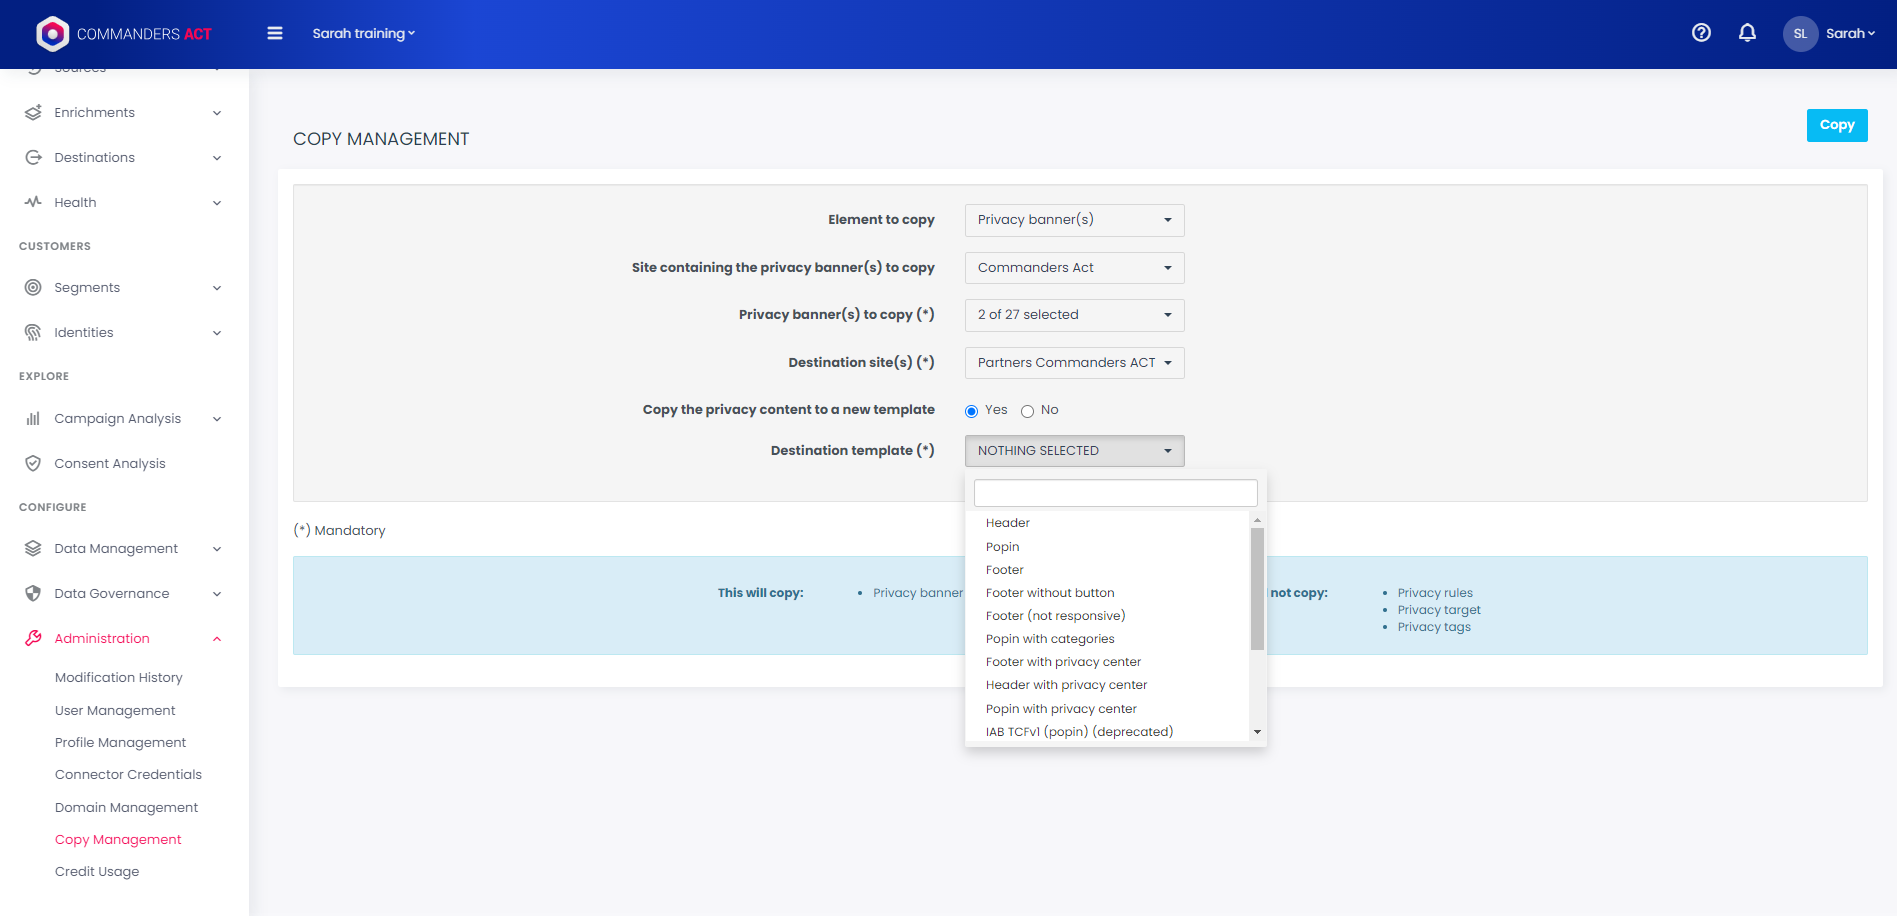 COMMANDERS ACT
Sarah training
SL
Sarah
Sources
Enrichments
Destinations
Health
CUSTOMERS
Segments
Identities
EXPLORE
Campaign Analysis
Consent Analysis
CONFIGURE
Data Management
Data Governance
Administration
Modification History
User Management
Profile Management
Connector Credentials
Domain Management
Copy Management
Credit Usage
COPY MANAGEMENT
Copy
Element to copy
Privacy banner(s)
Site containing the privacy banner(s) to copy
Commanders Act
Privacy banner(s) to copy (*)
2 of 27 selected
Destination site(s) (*)
Partners Commanders ACT
Copy the privacy content to a new template
Yes
No
Destination template (*)
NOTHING SELECTED
Header
Popin
Footer
Footer without button
Footer (not responsive)
Popin with categories
Footer with privacy center
Header with privacy center
Popin with privacy center
IAB TCFv1 (popin) (deprecated)
(*) Mandatory
This will copy:
• Privacy banner
not copy:
• Privacy rules
• Privacy target
• Privacy tags